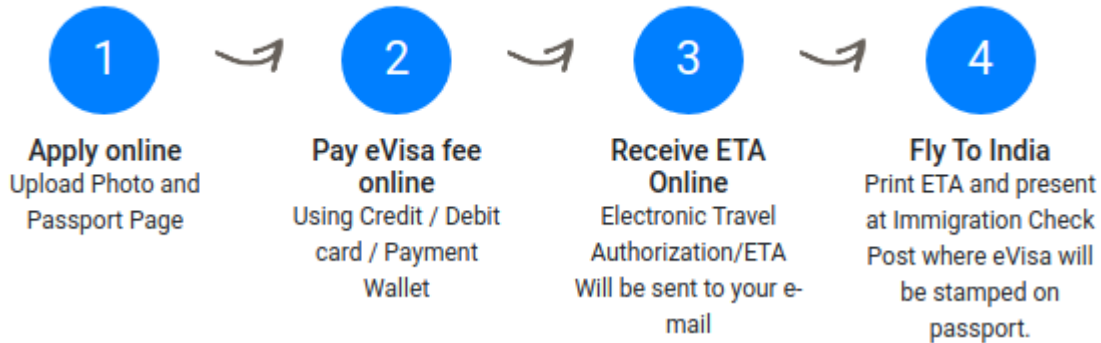 1
Apply online
Upload Photo and
Passport Page
2
Pay eVisa fee
online
Using Credit / Debit
card / Payment
Wallet
3
Receive ETA
Online
Electronic Travel
Authorization/ETA
Will be sent to your e-
mail
4
Fly To India
Print ETA and present
at Immigration Check
Post where eVisa will
be stamped on
passport.